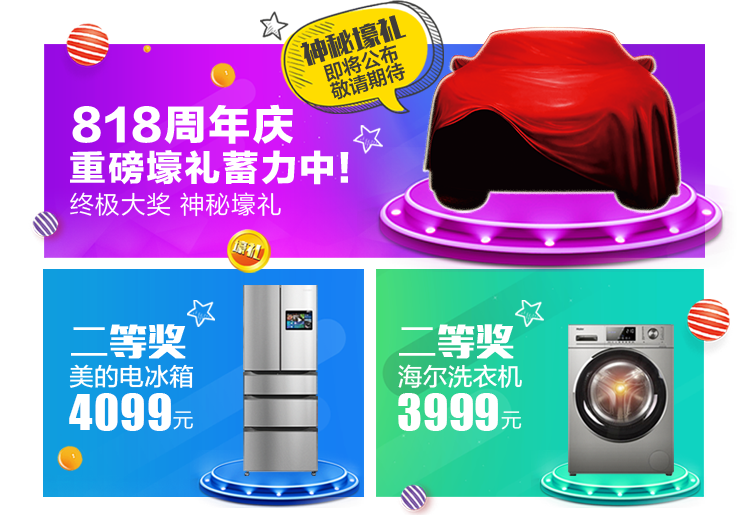 神秘壕礼
即将公布
敬请期待
818周年庆
重磅壕礼蓄力中!
终极大奖 神秘壕礼
壕礼
二等奖
美的电冰箱
4099元
二等奖
海尔洗衣机
3999元